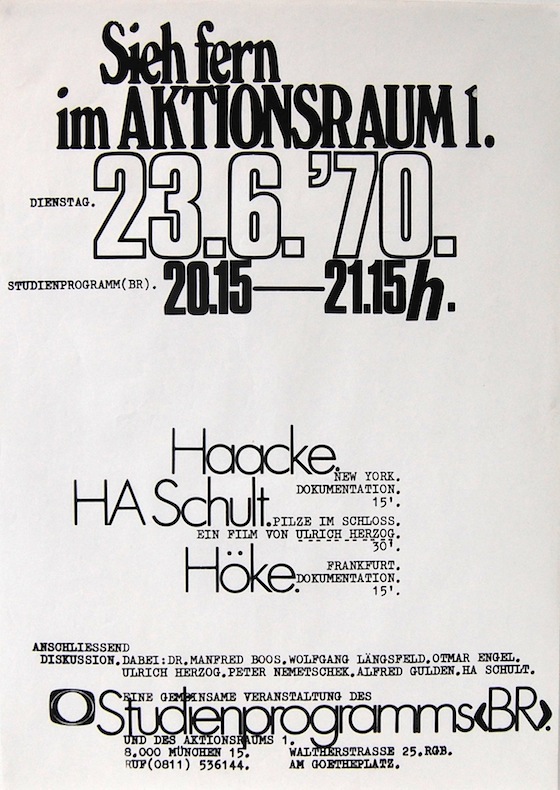 Sieh fern
im AKTIONSRAUM 1.
DIENSTAG. 23.6.'70.
STUDIENPROGRAMM(BR). 20.15—21.15h.
Haacke.
NEW YORK.
DOKUMENTATION.
15'.
HA Schult. PILZE IM SCHLOSS.
EIN FILM VON ULRICH HERZOG.
30'.
Höke. FRANKFURT.
DOKUMENTATION.
15'.
ANSCHLIESSEND
DISKUSSION. DABEI: DR. MANFRED BOOS. WOLFGANG LÄNGSFELD. OTMAR ENGEL.
ULRICH HERZOG. PETER NEMETSCHEK. ALFRED GULDEN. HA SCHULT.
EINE GEMEINSAME VERANSTALTUNG DES
Studienprogramms‹BR›.
UND DES AKTIONSRAUMS 1.
8.000 MÜNCHEN 15. WALTHERSTRASSE 25.RGB.
RUF(0811) 536144. AM GOETHEPLATZ.